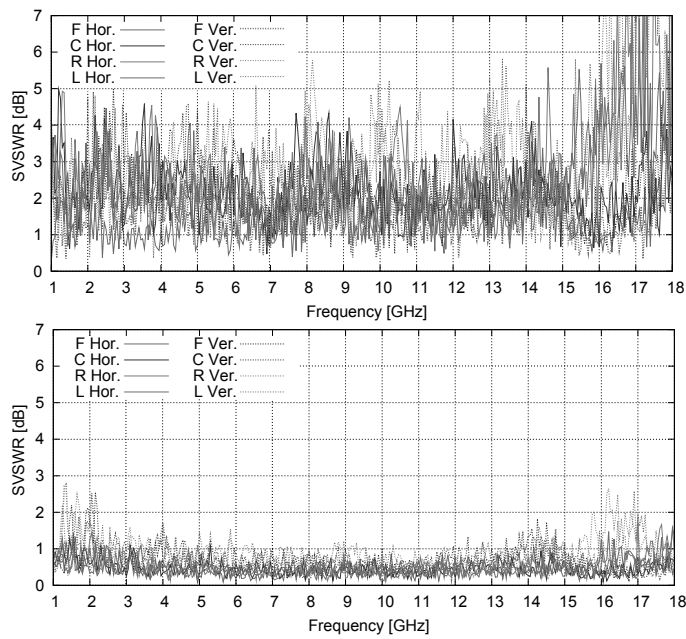 7
6
5
4
3
2
1
0
SVSWR [dB]
F Hor. F Ver.
C Hor. C Ver.
R Hor. R Ver.
L Hor. L Ver.
1 2 3 4 5 6 7 8 9 10 11 12 13 14 15 16 17 18
Frequency [GHz]
7
6
5
4
3
2
1
0
SVSWR [dB]
F Hor. F Ver.
C Hor. C Ver.
R Hor. R Ver.
L Hor. L Ver.
1 2 3 4 5 6 7 8 9 10 11 12 13 14 15 16 17 18
Frequency [GHz]